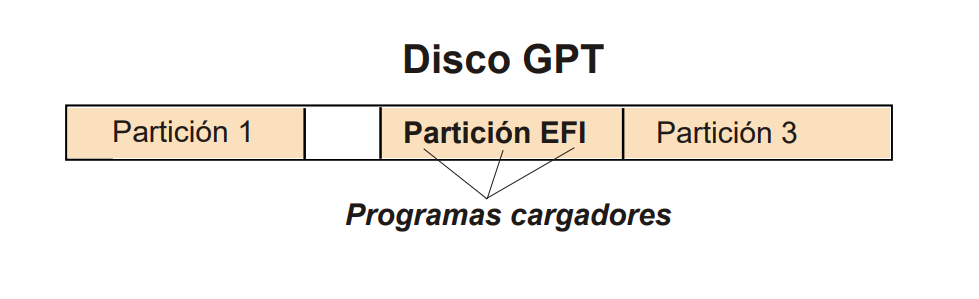 Disco GPT
Partición 1
Partición EFI
Partición 3
Programas cargadores